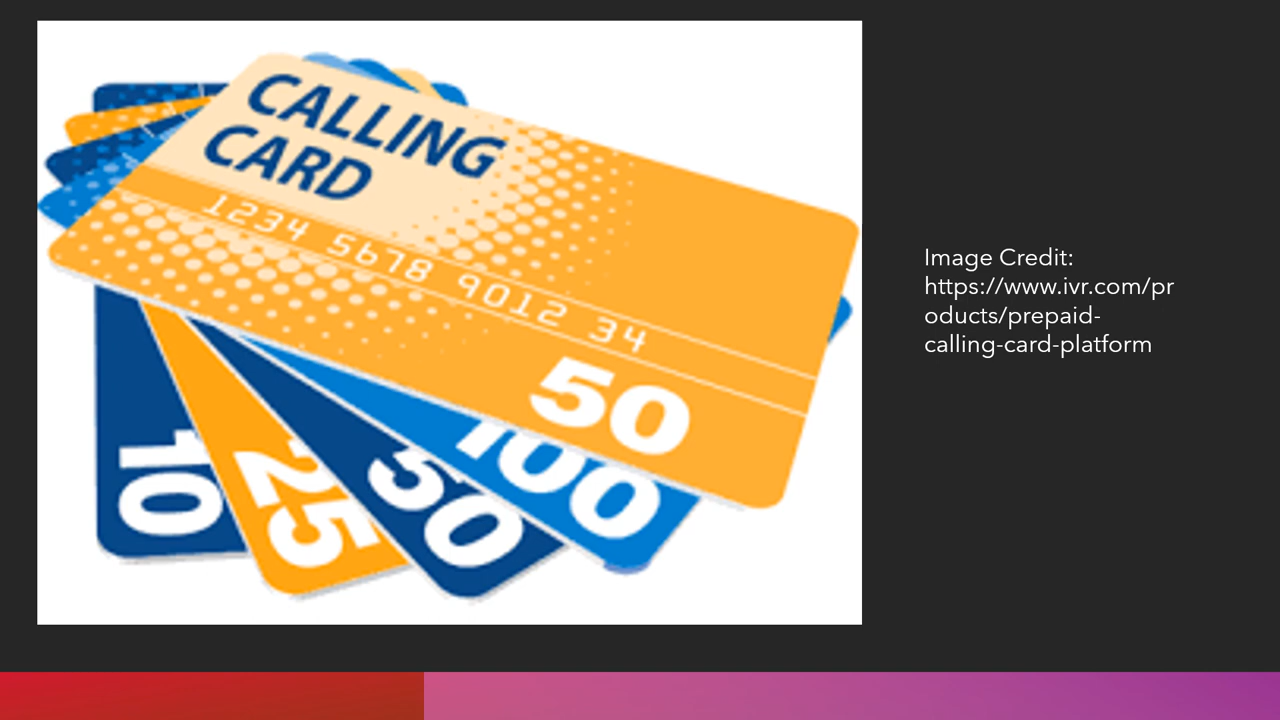 CALLING
CARD
1234 5678 9012 34
50
100
50
25
10
Image Credit:
https://www.ivr.com/pr
oducts/prepaid-
calling-card-platform